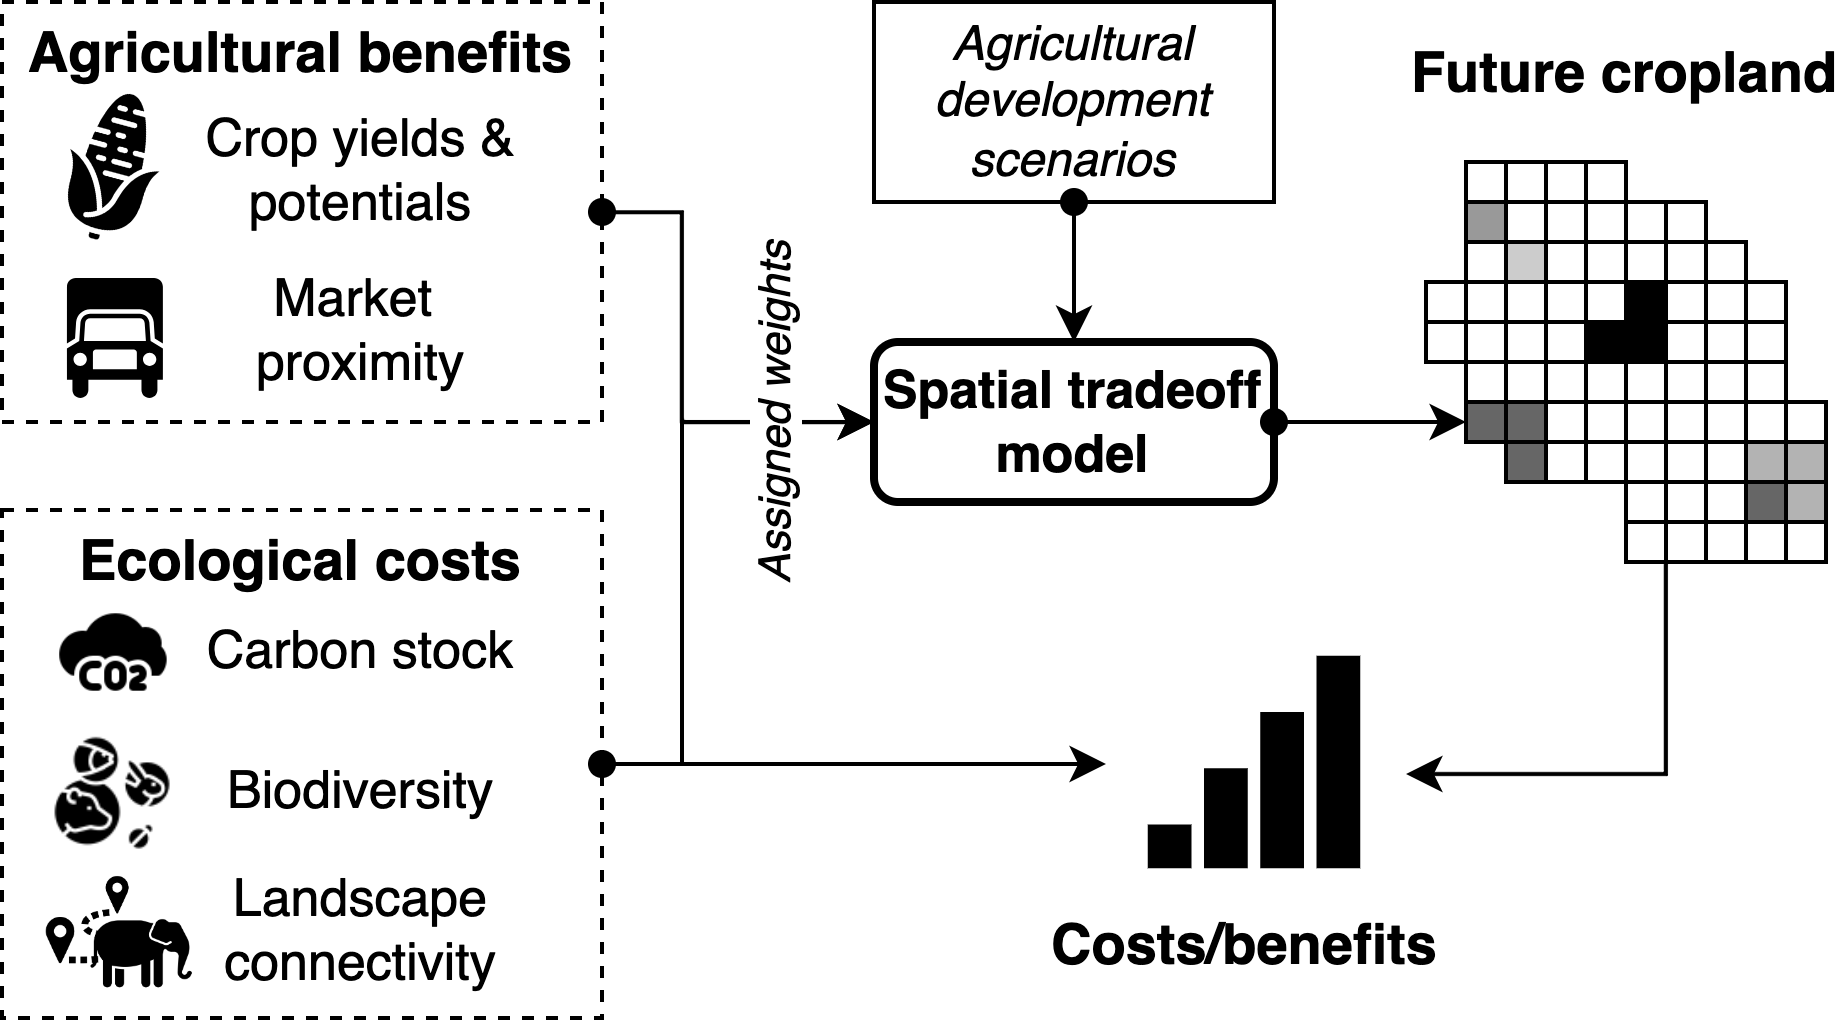 Agricultural benefits
Crop yields &
potentials
Market
proximity
Ecological costs
Carbon stock
CO2
Biodiversity
Landscape
connectivity
Assigned weights
Agricultural
development
scenarios
Spatial tradeoff
model
Future cropland
Costs/benefits